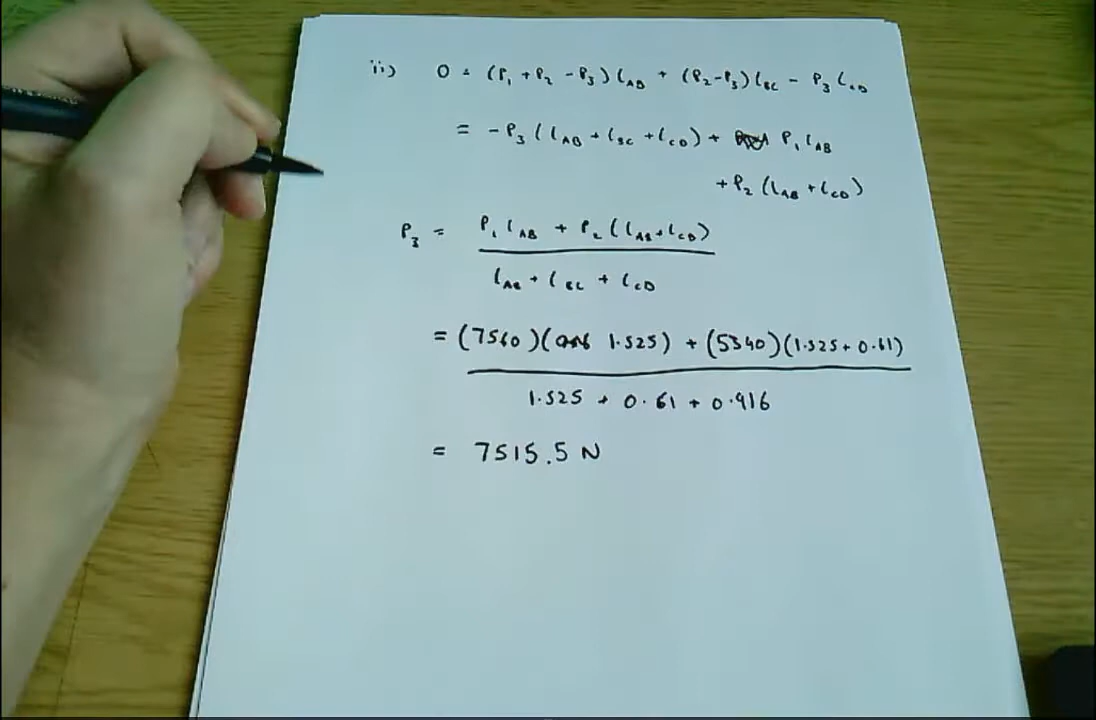 ii) 0 = (P₁ + P₂ - P₃) L_AB + (P₂ - P₃) L_BC - P₃ L_CD
= - P₃ (L_AB + L_BC + L_CD) + P₁ L_AB
+ P₂ (L_AB + L_CD)
P₃ = P₁ L_AB + P₂ (L_AB + L_CD)
L_AB + L_BC + L_CD
= (7560)( 1.525) + (5340)(1.525 + 0.61)
1.525 + 0.61 + 0.916
= 7515.5 N